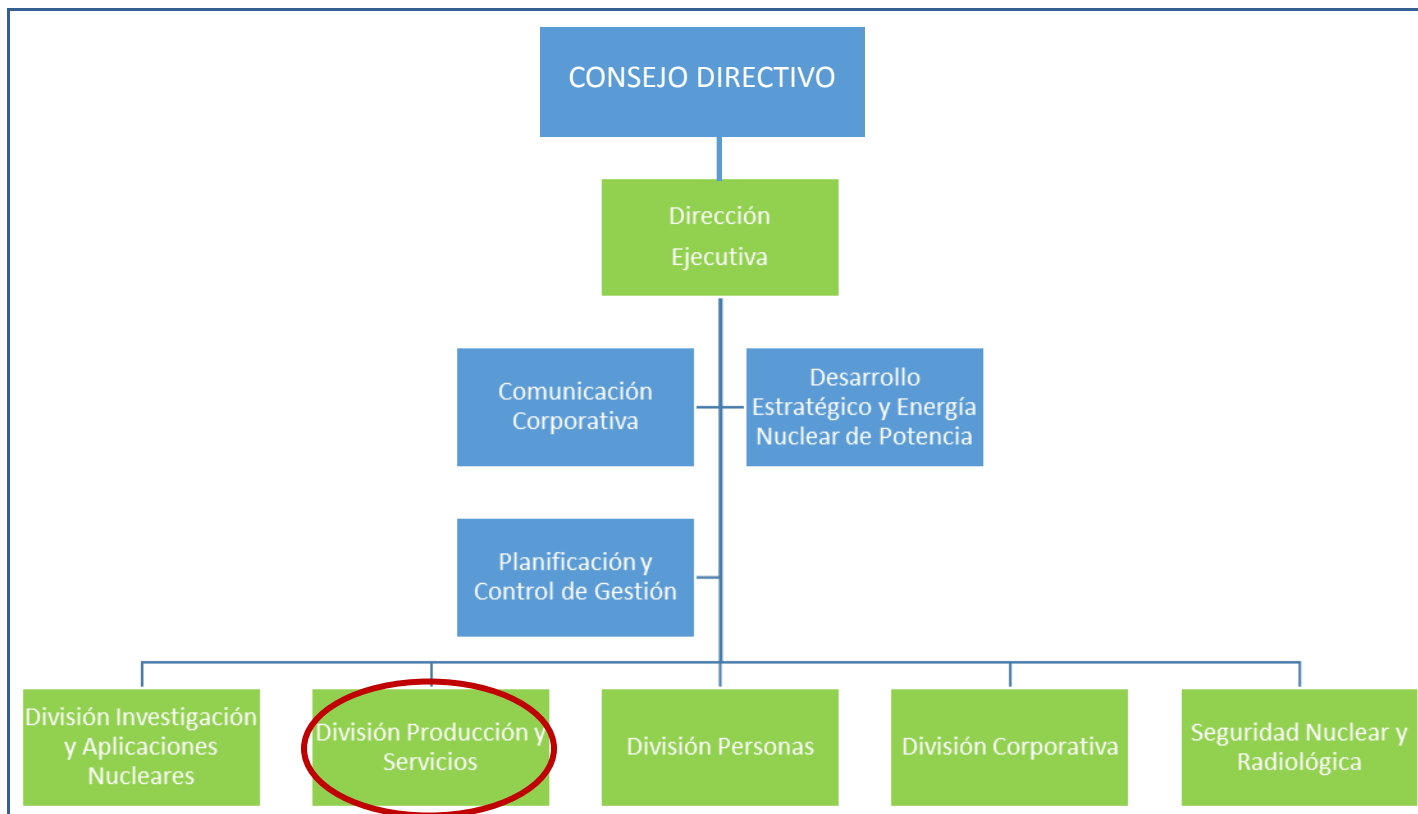 CONSEJO DIRECTIVO
Dirección
Ejecutiva
Comunicación
Corporativa
Desarrollo
Estratégico y Energía
Nuclear de Potencia
Planificación y
Control de Gestión
División Investigación
y Aplicaciones
Nucleares
División Producción y
Servicios
División Personas
División Corporativa
Seguridad Nuclear y
Radiológica